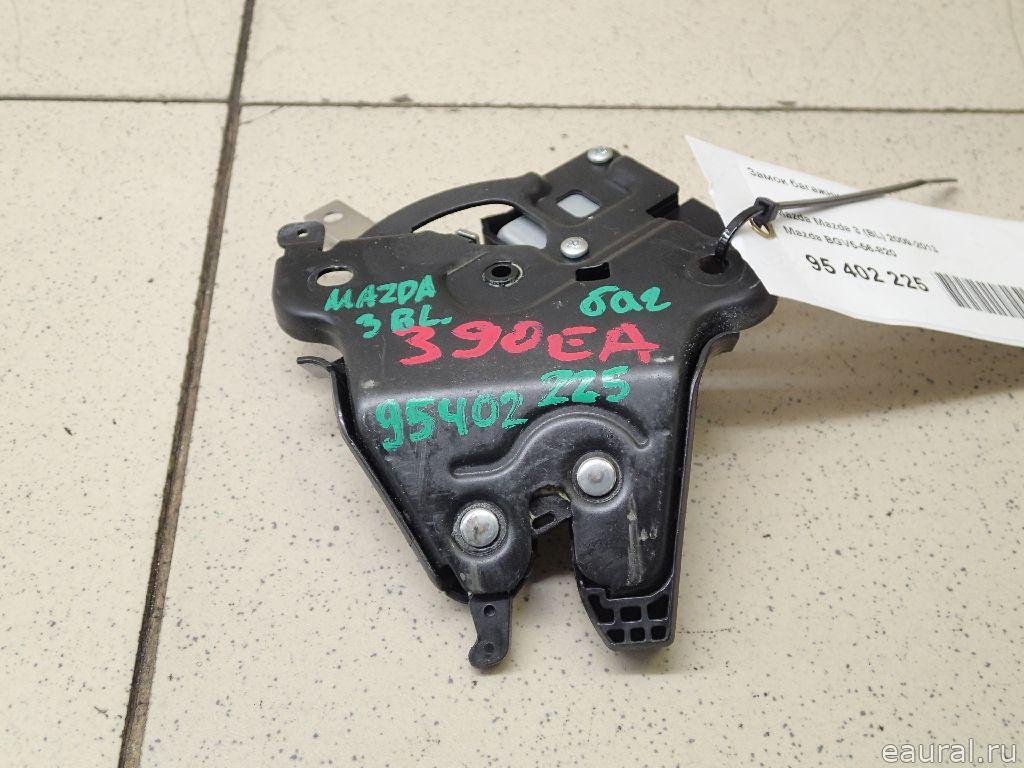 MAZDA
3 BL.
баг
390EA
95402 225
Замок
Mazda Mazda 3 (BL) 2009-2013
Mazda BGV5-56-820
95 402 225
eaural.ru